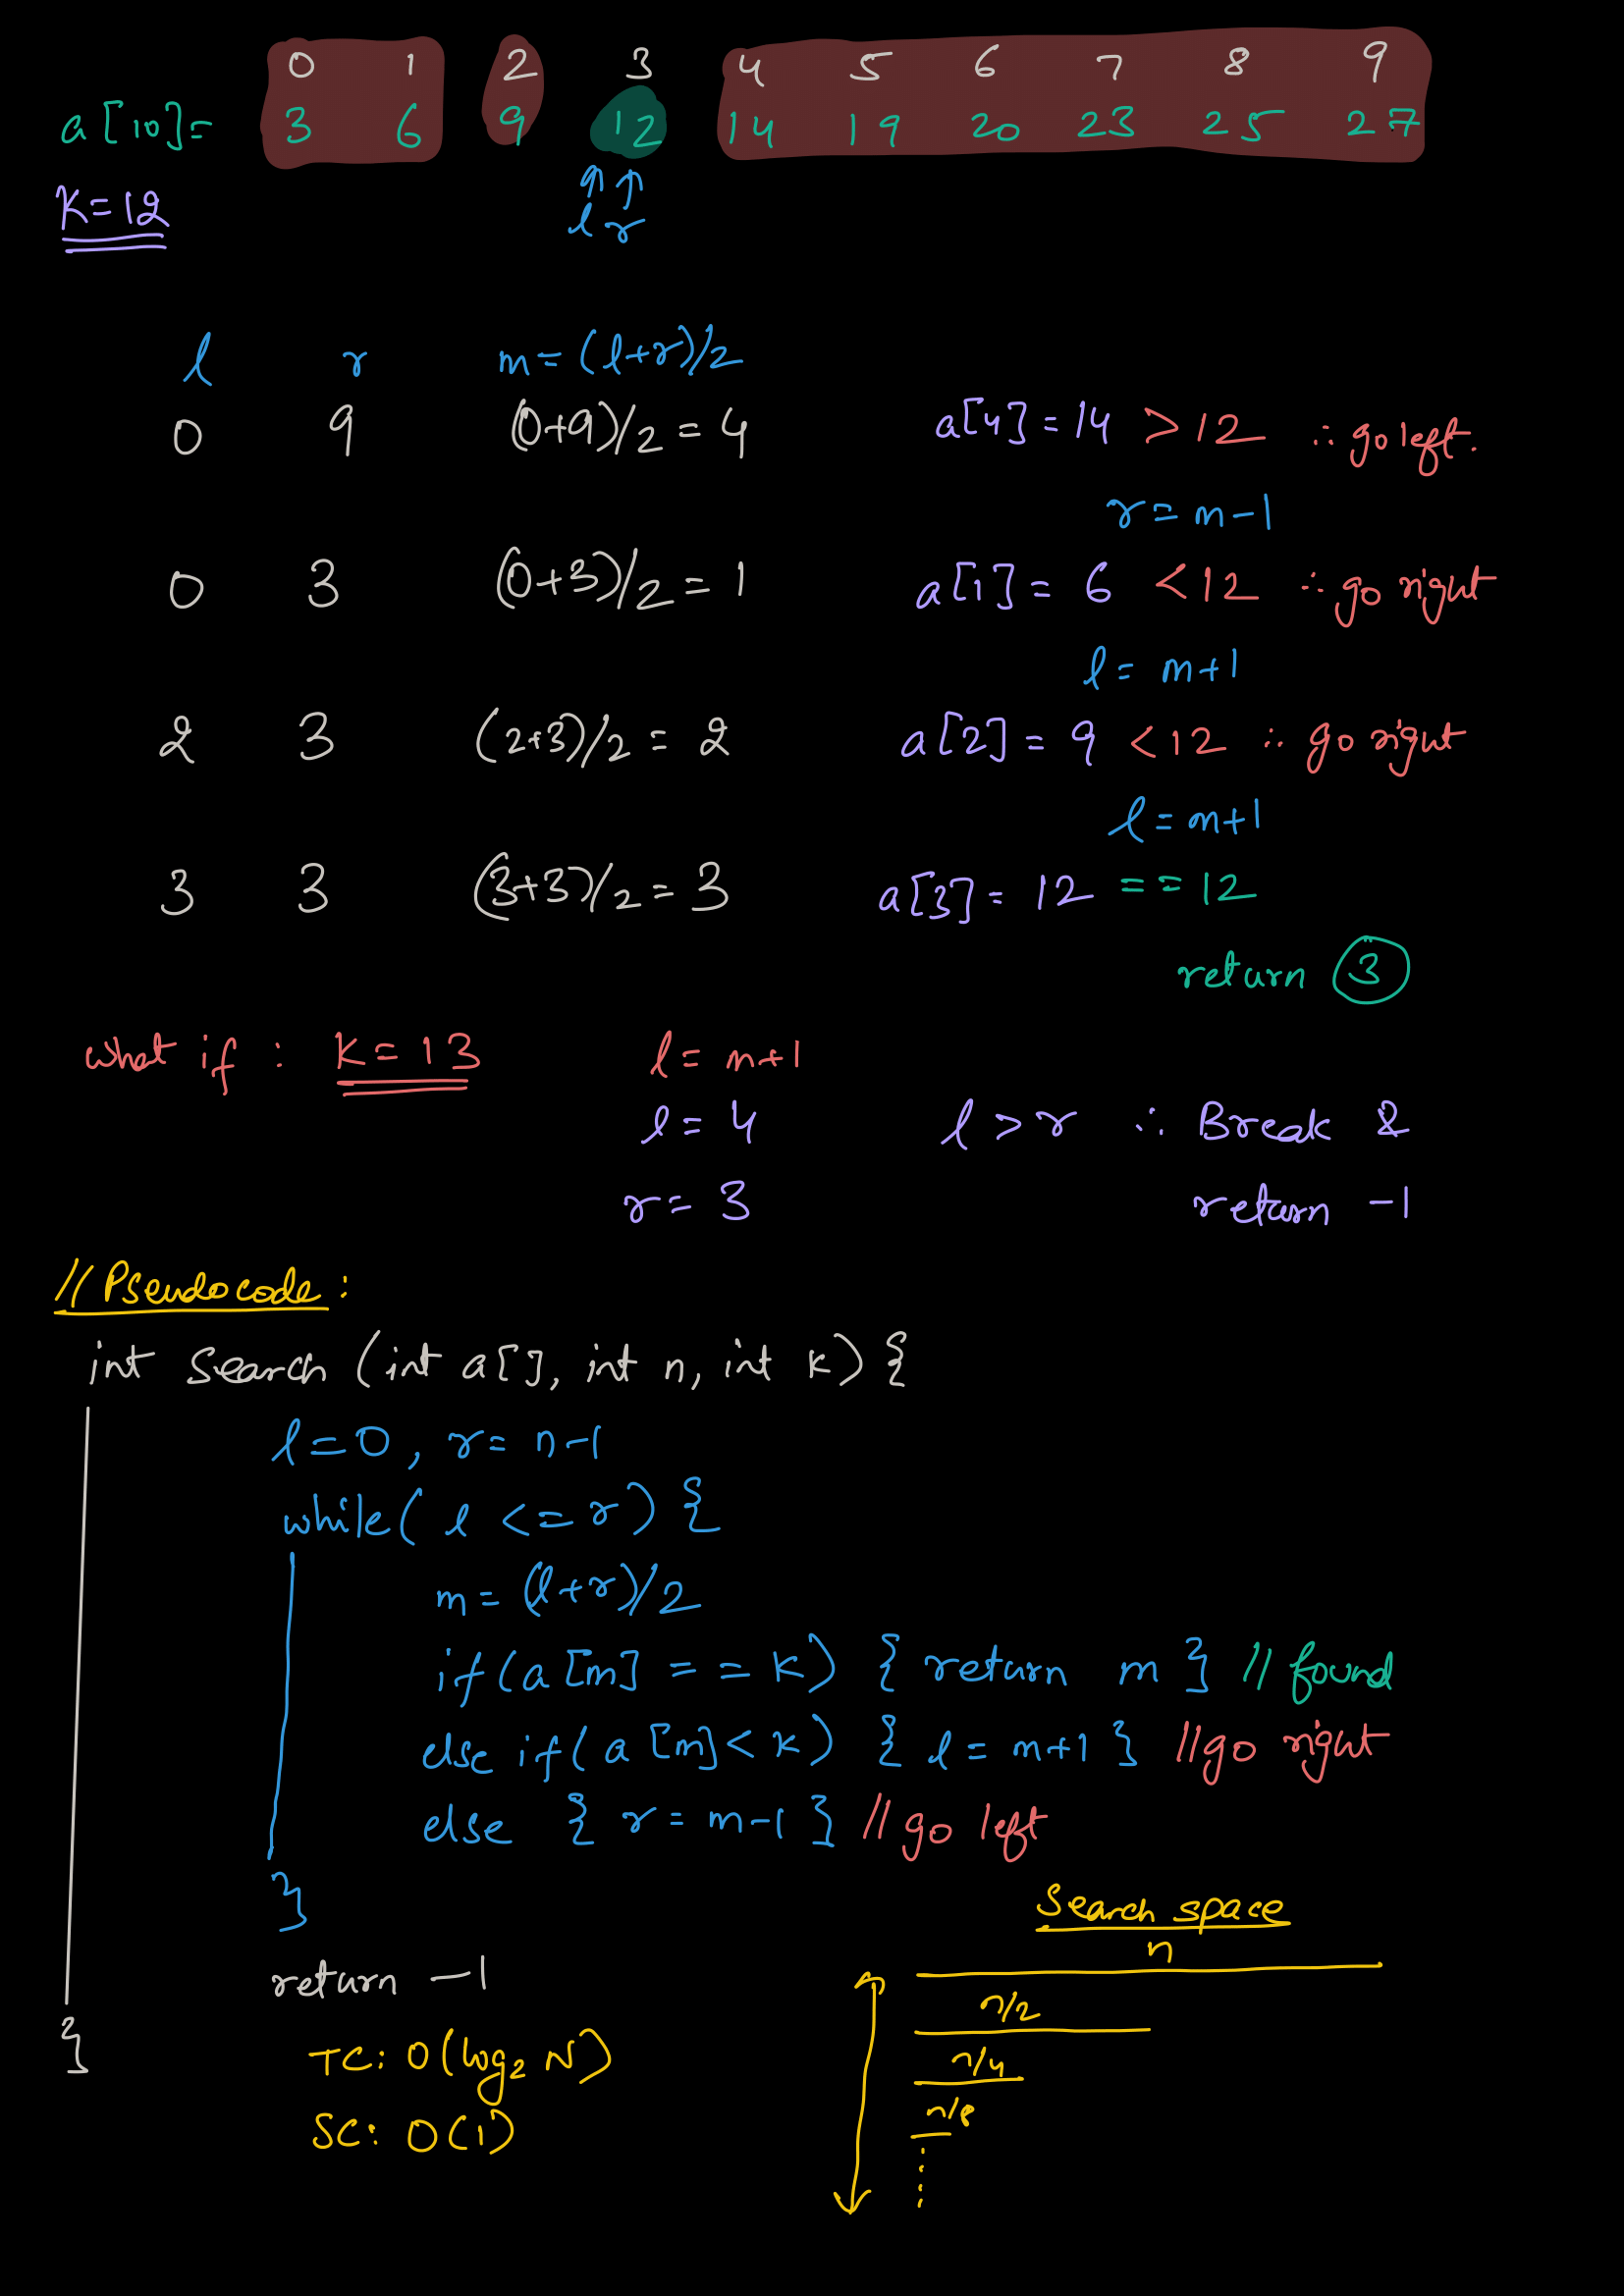 0 1 2 3 4 5 6 7 8 9
a[10]= 3 6 9 12 14 19 20 23 25 27
K=12
↑ ↑
l r
l r m=(l+r)/2
0 9 (0+9)/2 = 4 a[4] = 14 > 12 ∴ go left.
r = m-1
0 3 (0+3)/2 = 1 a[1] = 6 < 12 ∴ go right
l = m+1
2 3 (2+3)/2 = 2 a[2] = 9 < 12 ∴ go right
l = m+1
3 3 (3+3)/2 = 3 a[3] = 12 == 12
return 3
what if : K=13 l = m+1
l = 4 l > r ∴ Break &
r = 3 return -1
// Pseudocode :
int search (int a[], int n, int k) {
l=0, r=n-1
while( l <= r) {
m = (l+r)/2
if(a[m] == k) { return m } // found
else if(a[m] < k) { l = m+1 } // go right
else { r = m-1 } // go left
}
return -1
}
TC: O(log₂ N)
SC: O(1)
Search space
n
n/2
n/4
n/8